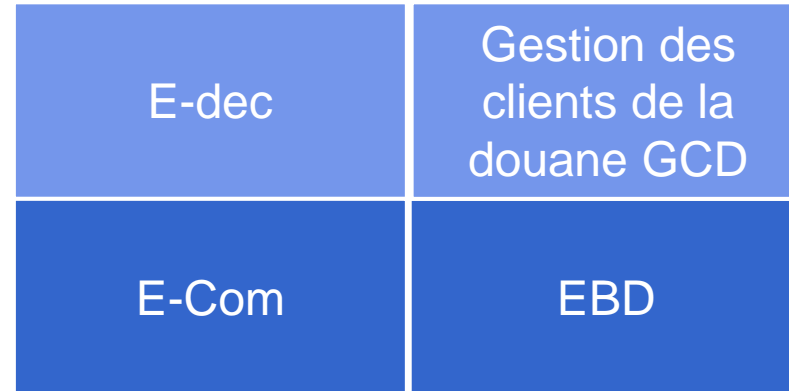 E-dec
Gestion des
clients de la
douane GCD
E-Com
EBD